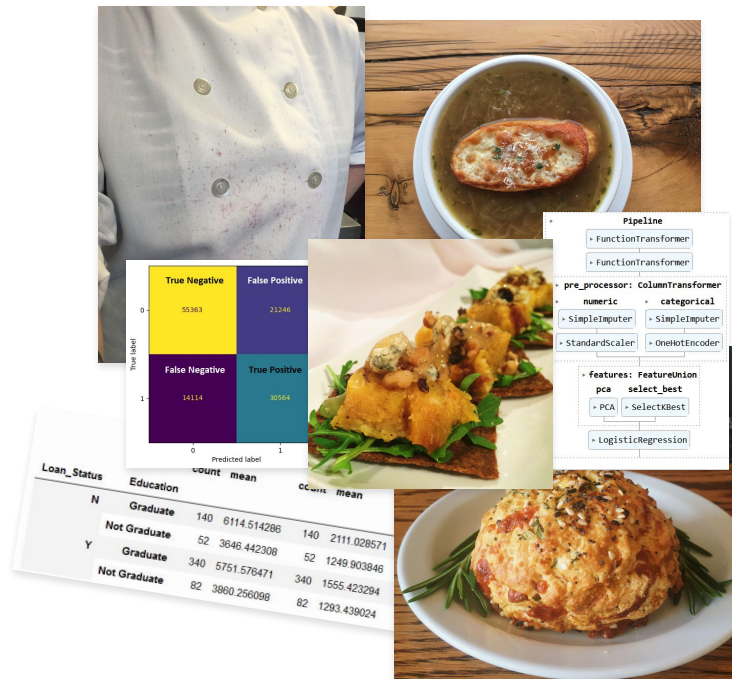 Pipeline
FunctionTransformer
FunctionTransformer
pre_processor: ColumnTransformer
numeric categorical
SimpleImputer SimpleImputer
StandardScaler OneHotEncoder
features: FeatureUnion
pca select_best
PCA SelectKBest
LogisticRegression
True Negative False Positive
0 55363 21246
True label
False Negative True Positive
1 14114 30564
0 1
Predicted label
count mean count mean
Loan_Status Education
N Graduate 140 6114.514286 140 2111.028571
Not Graduate 52 3646.442308 52 1249.903846
Y Graduate 340 5751.576471 340 1555.423294
Not Graduate 82 3860.256098 82 1293.439024